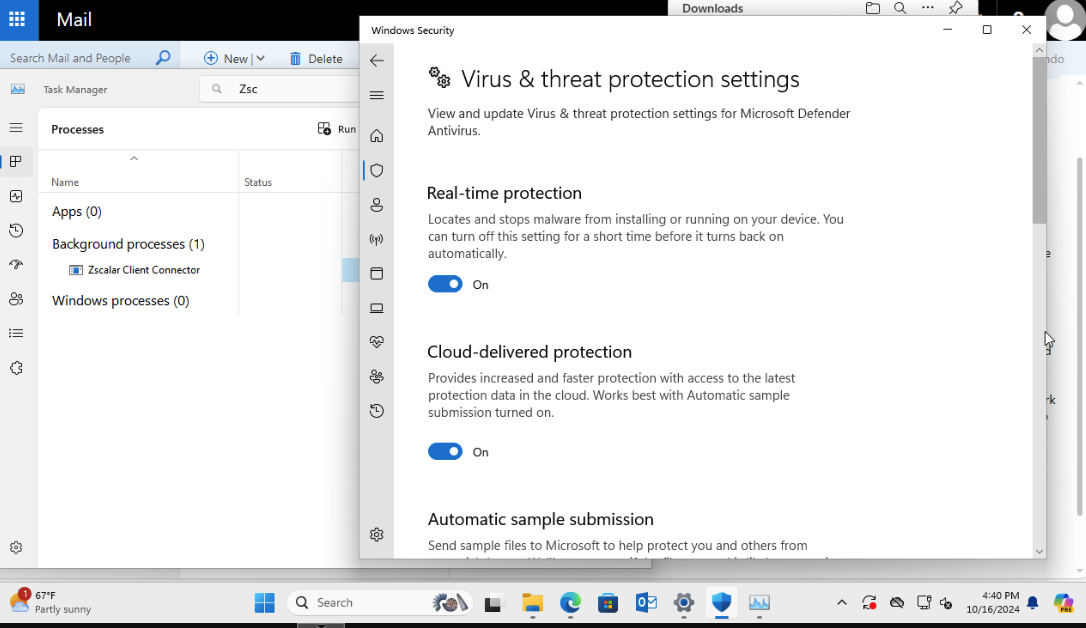 Mail
Downloads
Search Mail and People
New
Delete
Task Manager
Zsc
Processes
Run
Name
Status
Apps (0)
Background processes (1)
Zscalar Client Connector
Windows processes (0)
Windows Security
Virus & threat protection settings
View and update Virus & threat protection settings for Microsoft Defender
Antivirus.
Real-time protection
Locates and stops malware from installing or running on your device. You
can turn off this setting for a short time before it turns back on
automatically.
On
Cloud-delivered protection
Provides increased and faster protection with access to the latest
protection data in the cloud. Works best with Automatic sample
submission turned on.
On
Automatic sample submission
Send sample files to Microsoft to help protect you and others from
ndo
e
d
rk
1
67°F
Partly sunny
Search
4:40 PM
10/16/2024
PRE